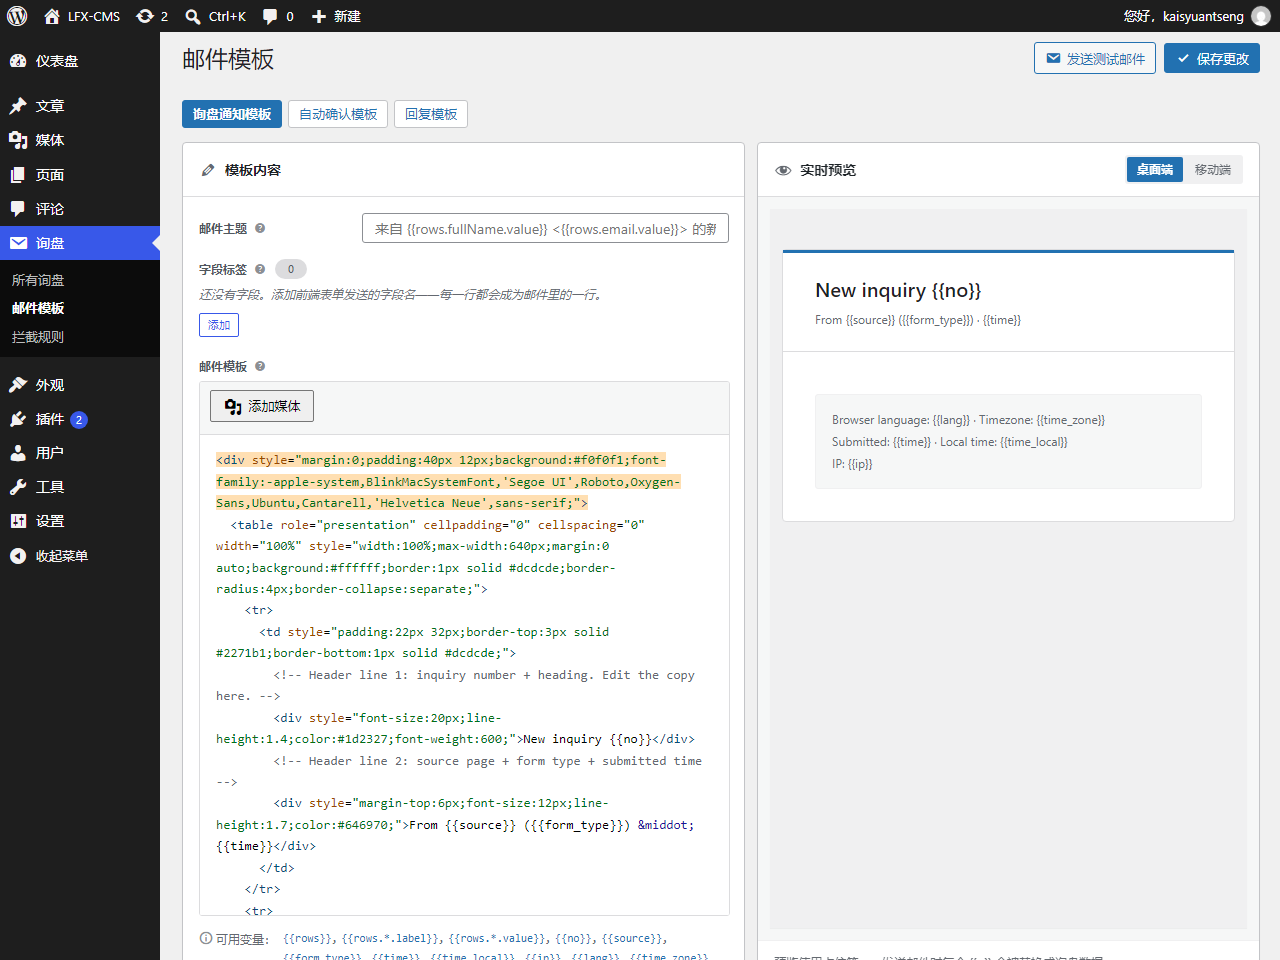 LFX-CMS 2 Ctrl+K 0 新建 您好，kaisyuantseng
仪表盘
文章
媒体
页面
评论
询盘
所有询盘
邮件模板
拦截规则
外观
插件 2
用户
工具
设置
收起菜单
邮件模板
发送测试邮件 保存更改
询盘通知模板 自动确认模板 回复模板
模板内容
邮件主题 来自 {{rows.fullName.value}} <{{rows.email.value}}> 的新
字段标签 0
还没有字段。添加前端表单发送的字段名——每一行都会成为邮件里的一行。
添加
邮件模板
添加媒体
<div style="margin:0;padding:40px 12px;background:#f0f0f1;font-
family:-apple-system,BlinkMacSystemFont,'Segoe UI',Roboto,Oxygen-
Sans,Ubuntu,Cantarell,'Helvetica Neue',sans-serif;">
<table role="presentation" cellpadding="0" cellspacing="0"
width="100%" style="width:100%;max-width:640px;margin:0
auto;background:#ffffff;border:1px solid #dcdcde;border-
radius:4px;border-collapse:separate;">
<tr>
<td style="padding:22px 32px;border-top:3px solid
#2271b1;border-bottom:1px solid #dcdcde;">
<!-- Header line 1: inquiry number + heading. Edit the copy
here. -->
<div style="font-size:20px;line-
height:1.4;color:#1d2327;font-weight:600;">New inquiry {{no}}</div>
<!-- Header line 2: source page + form type + submitted time
-->
<div style="margin-top:6px;font-size:12px;line-
height:1.7;color:#646970;">From {{source}} ({{form_type}}) &middot;
{{time}}</div>
</td>
</tr>
<tr>
可用变量： {{rows}}, {{rows.*.label}}, {{rows.*.value}}, {{no}}, {{source}},
{{form_type}}, {{time}}, {{time_local}}, {{ip}}, {{lang}}, {{time_zone}}
实时预览 桌面端 移动端
New inquiry {{no}}
From {{source}} ({{form_type}}) · {{time}}
Browser language: {{lang}} · Timezone: {{time_zone}}
Submitted: {{time}} · Local time: {{time_local}}
IP: {{ip}}